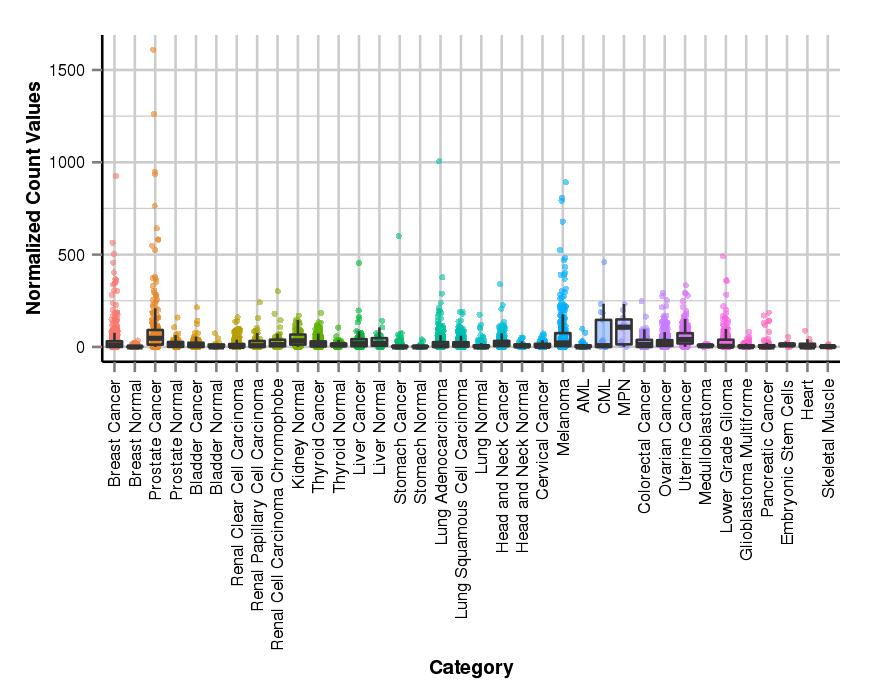 Normalized Count Values
1500
1000
500
0
Breast Cancer
Breast Normal
Prostate Cancer
Prostate Normal
Bladder Cancer
Bladder Normal
Renal Clear Cell Carcinoma
Renal Papillary Cell Carcinoma
Renal Cell Carcinoma Chromophobe
Kidney Normal
Thyroid Cancer
Thyroid Normal
Liver Cancer
Liver Normal
Stomach Cancer
Stomach Normal
Lung Adenocarcinoma
Lung Squamous Cell Carcinoma
Lung Normal
Head and Neck Cancer
Head and Neck Normal
Cervical Cancer
Melanoma
AML
CML
MPN
Colorectal Cancer
Ovarian Cancer
Uterine Cancer
Medulloblastoma
Lower Grade Glioma
Glioblastoma Multiforme
Pancreatic Cancer
Embryonic Stem Cells
Heart
Skeletal Muscle
Category